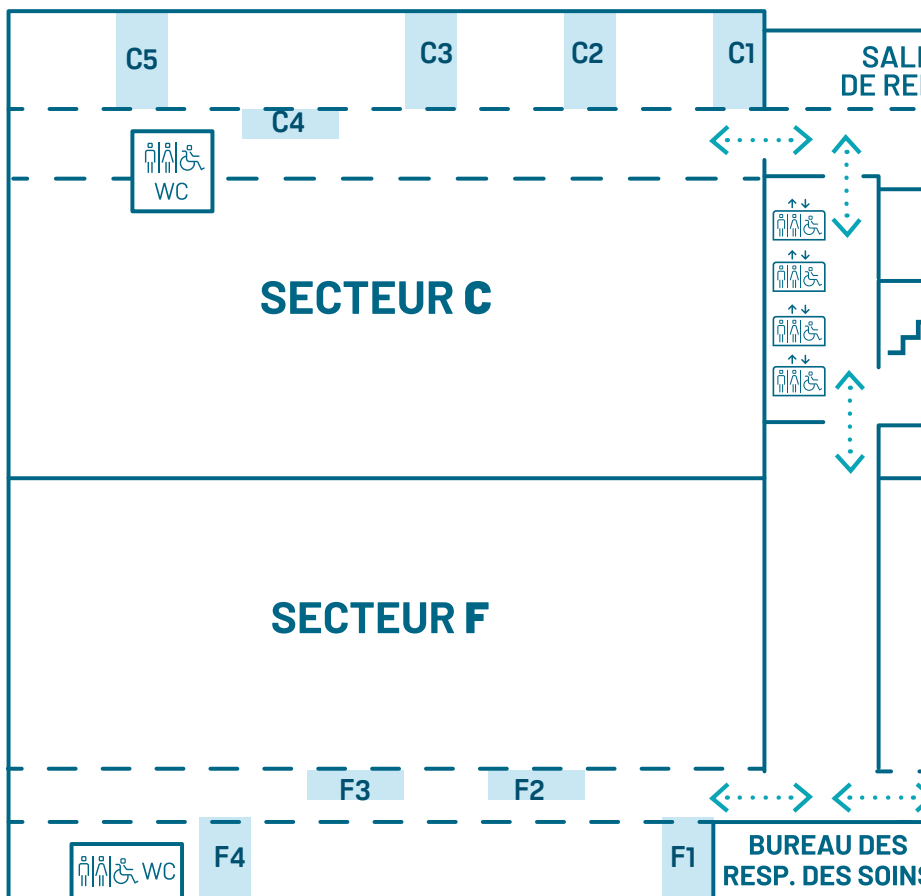 C5
C3
C2
C1
SALL
DE RE
C4
WC
SECTEUR C
SECTEUR F
F3
F2
F4
F1
WC
BUREAU DES
RESP. DES SOINS